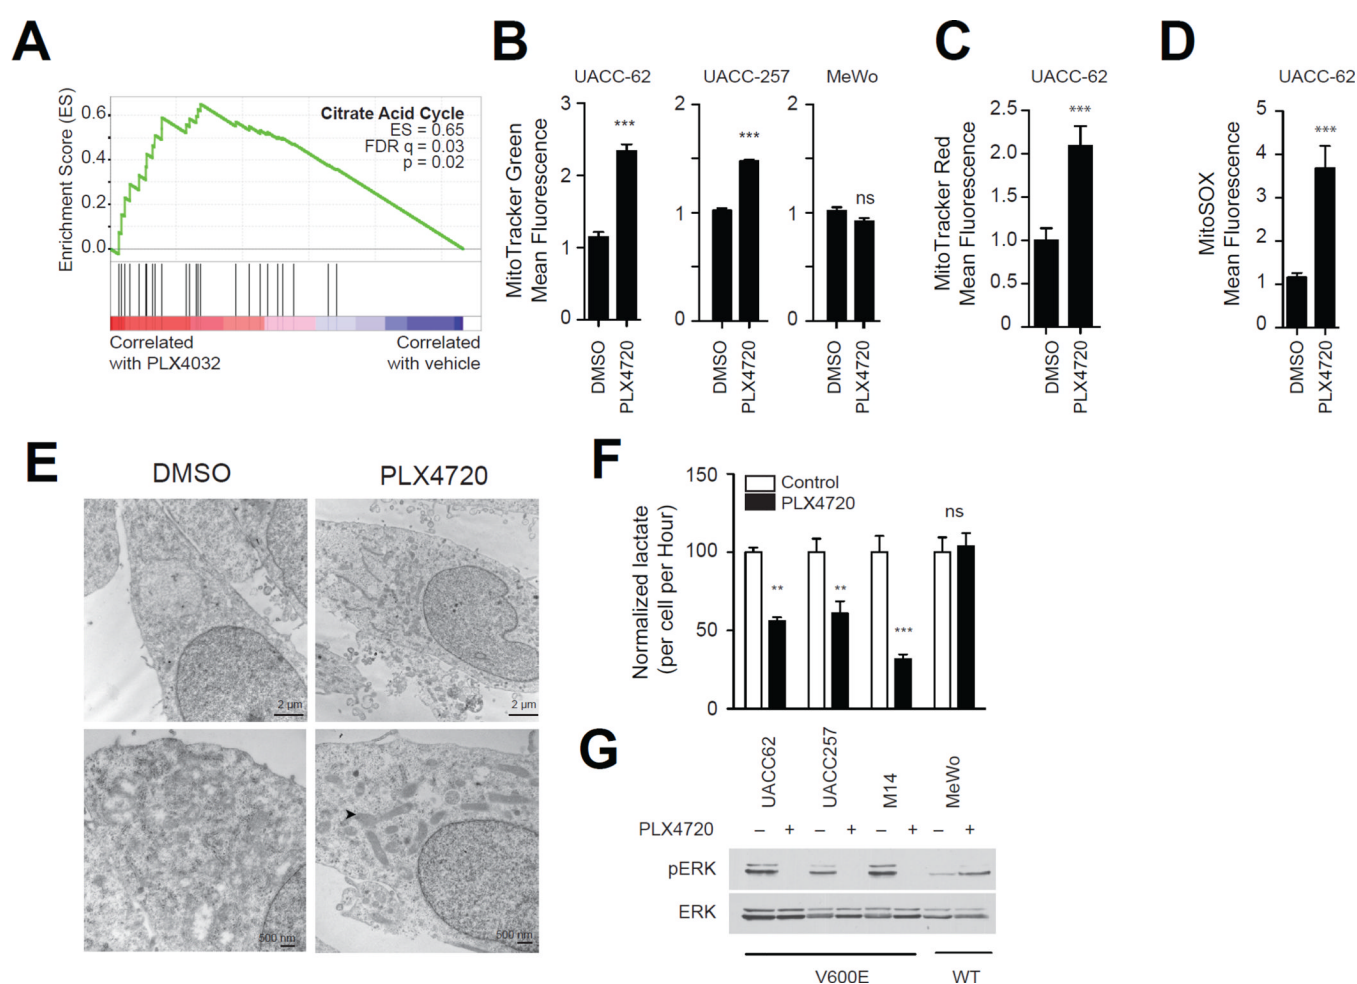 A
Enrichment Score (ES)
0.6
0.4
0.2
0.0
Citrate Acid Cycle
ES = 0.65
FDR q = 0.03
p = 0.02
Correlated
with PLX4032
Correlated
with vehicle
B
MitoTracker Green
Mean Fluorescence
UACC-62
3
2
1
0
***
DMSO
PLX4720
UACC-257
2
1
0
***
DMSO
PLX4720
MeWo
2
1
0
ns
DMSO
PLX4720
C
UACC-62
MitoTracker Red
Mean Fluorescence
2.5
2.0
1.5
1.0
0.5
0.0
***
DMSO
PLX4720
D
UACC-62
MitoSOX
Mean Fluorescence
5
4
3
2
1
0
***
DMSO
PLX4720
E
DMSO
PLX4720
2 µm
2 µm
500 nm
500 nm
F
Normalized lactate
(per cell per Hour)
150
100
50
0
Control
PLX4720
**
**
***
ns
UACC62
UACC257
M14
MeWo
G
PLX4720
– + – + – + – +
pERK
ERK
V600E
WT